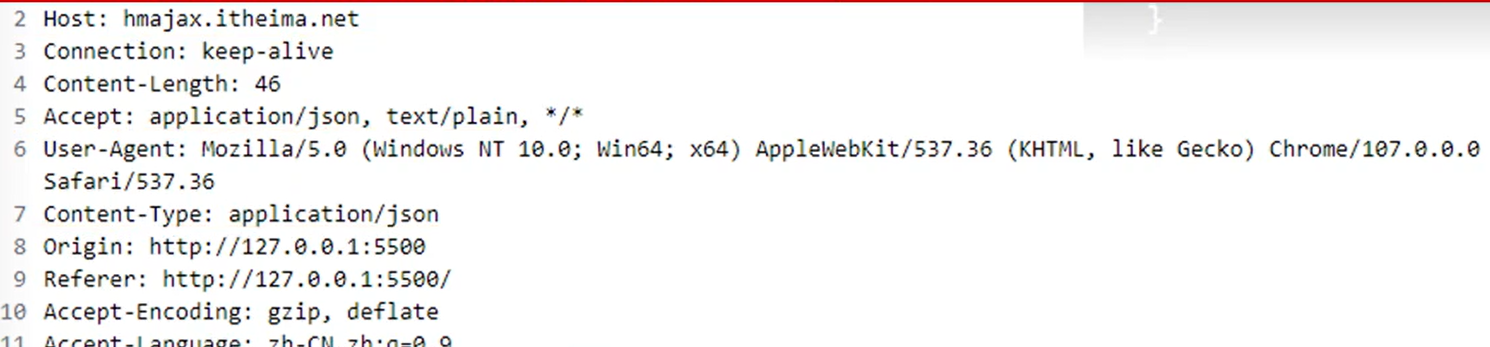 }
2 Host: hmajax.itheima.net
3 Connection: keep-alive
4 Content-Length: 46
5 Accept: application/json, text/plain, */*
6 User-Agent: Mozilla/5.0 (Windows NT 10.0; Win64; x64) AppleWebKit/537.36 (KHTML, like Gecko) Chrome/107.0.0.0
Safari/537.36
7 Content-Type: application/json
8 Origin: http://127.0.0.1:5500
9 Referer: http://127.0.0.1:5500/
10 Accept-Encoding: gzip, deflate
11 Accept-Language: zh-CN,zh;q=0.9